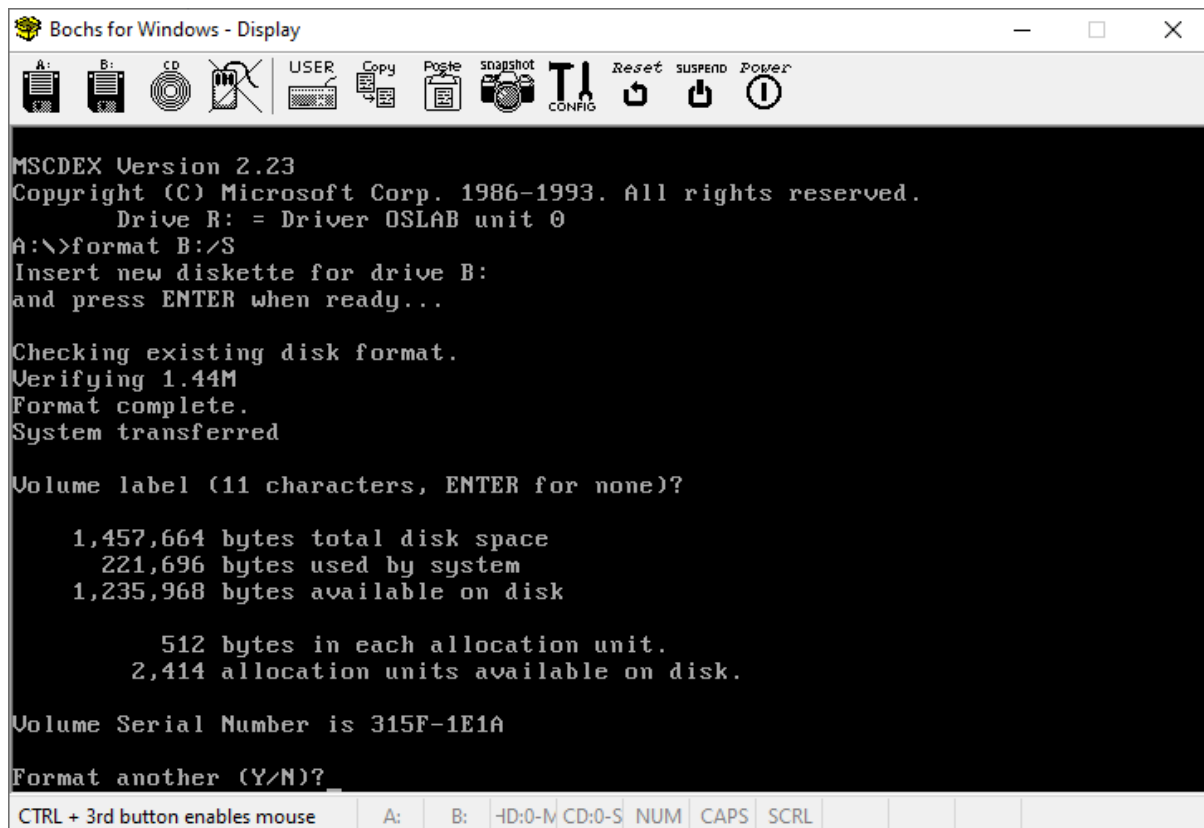 Bochs for Windows - Display
A: B: CD USER Copy Paste snapshot CONFIG Reset SUSPEND Power
MSCDEX Version 2.23
Copyright (C) Microsoft Corp. 1986-1993. All rights reserved.
Drive R: = Driver OSLAB unit 0
A:\>format B:/S
Insert new diskette for drive B:
and press ENTER when ready...
Checking existing disk format.
Verifying 1.44M
Format complete.
System transferred
Volume label (11 characters, ENTER for none)?
1,457,664 bytes total disk space
221,696 bytes used by system
1,235,968 bytes available on disk
512 bytes in each allocation unit.
2,414 allocation units available on disk.
Volume Serial Number is 315F-1E1A
Format another (Y/N)?_
CTRL + 3rd button enables mouse A: B: HD:0-M CD:0-S NUM CAPS SCRL